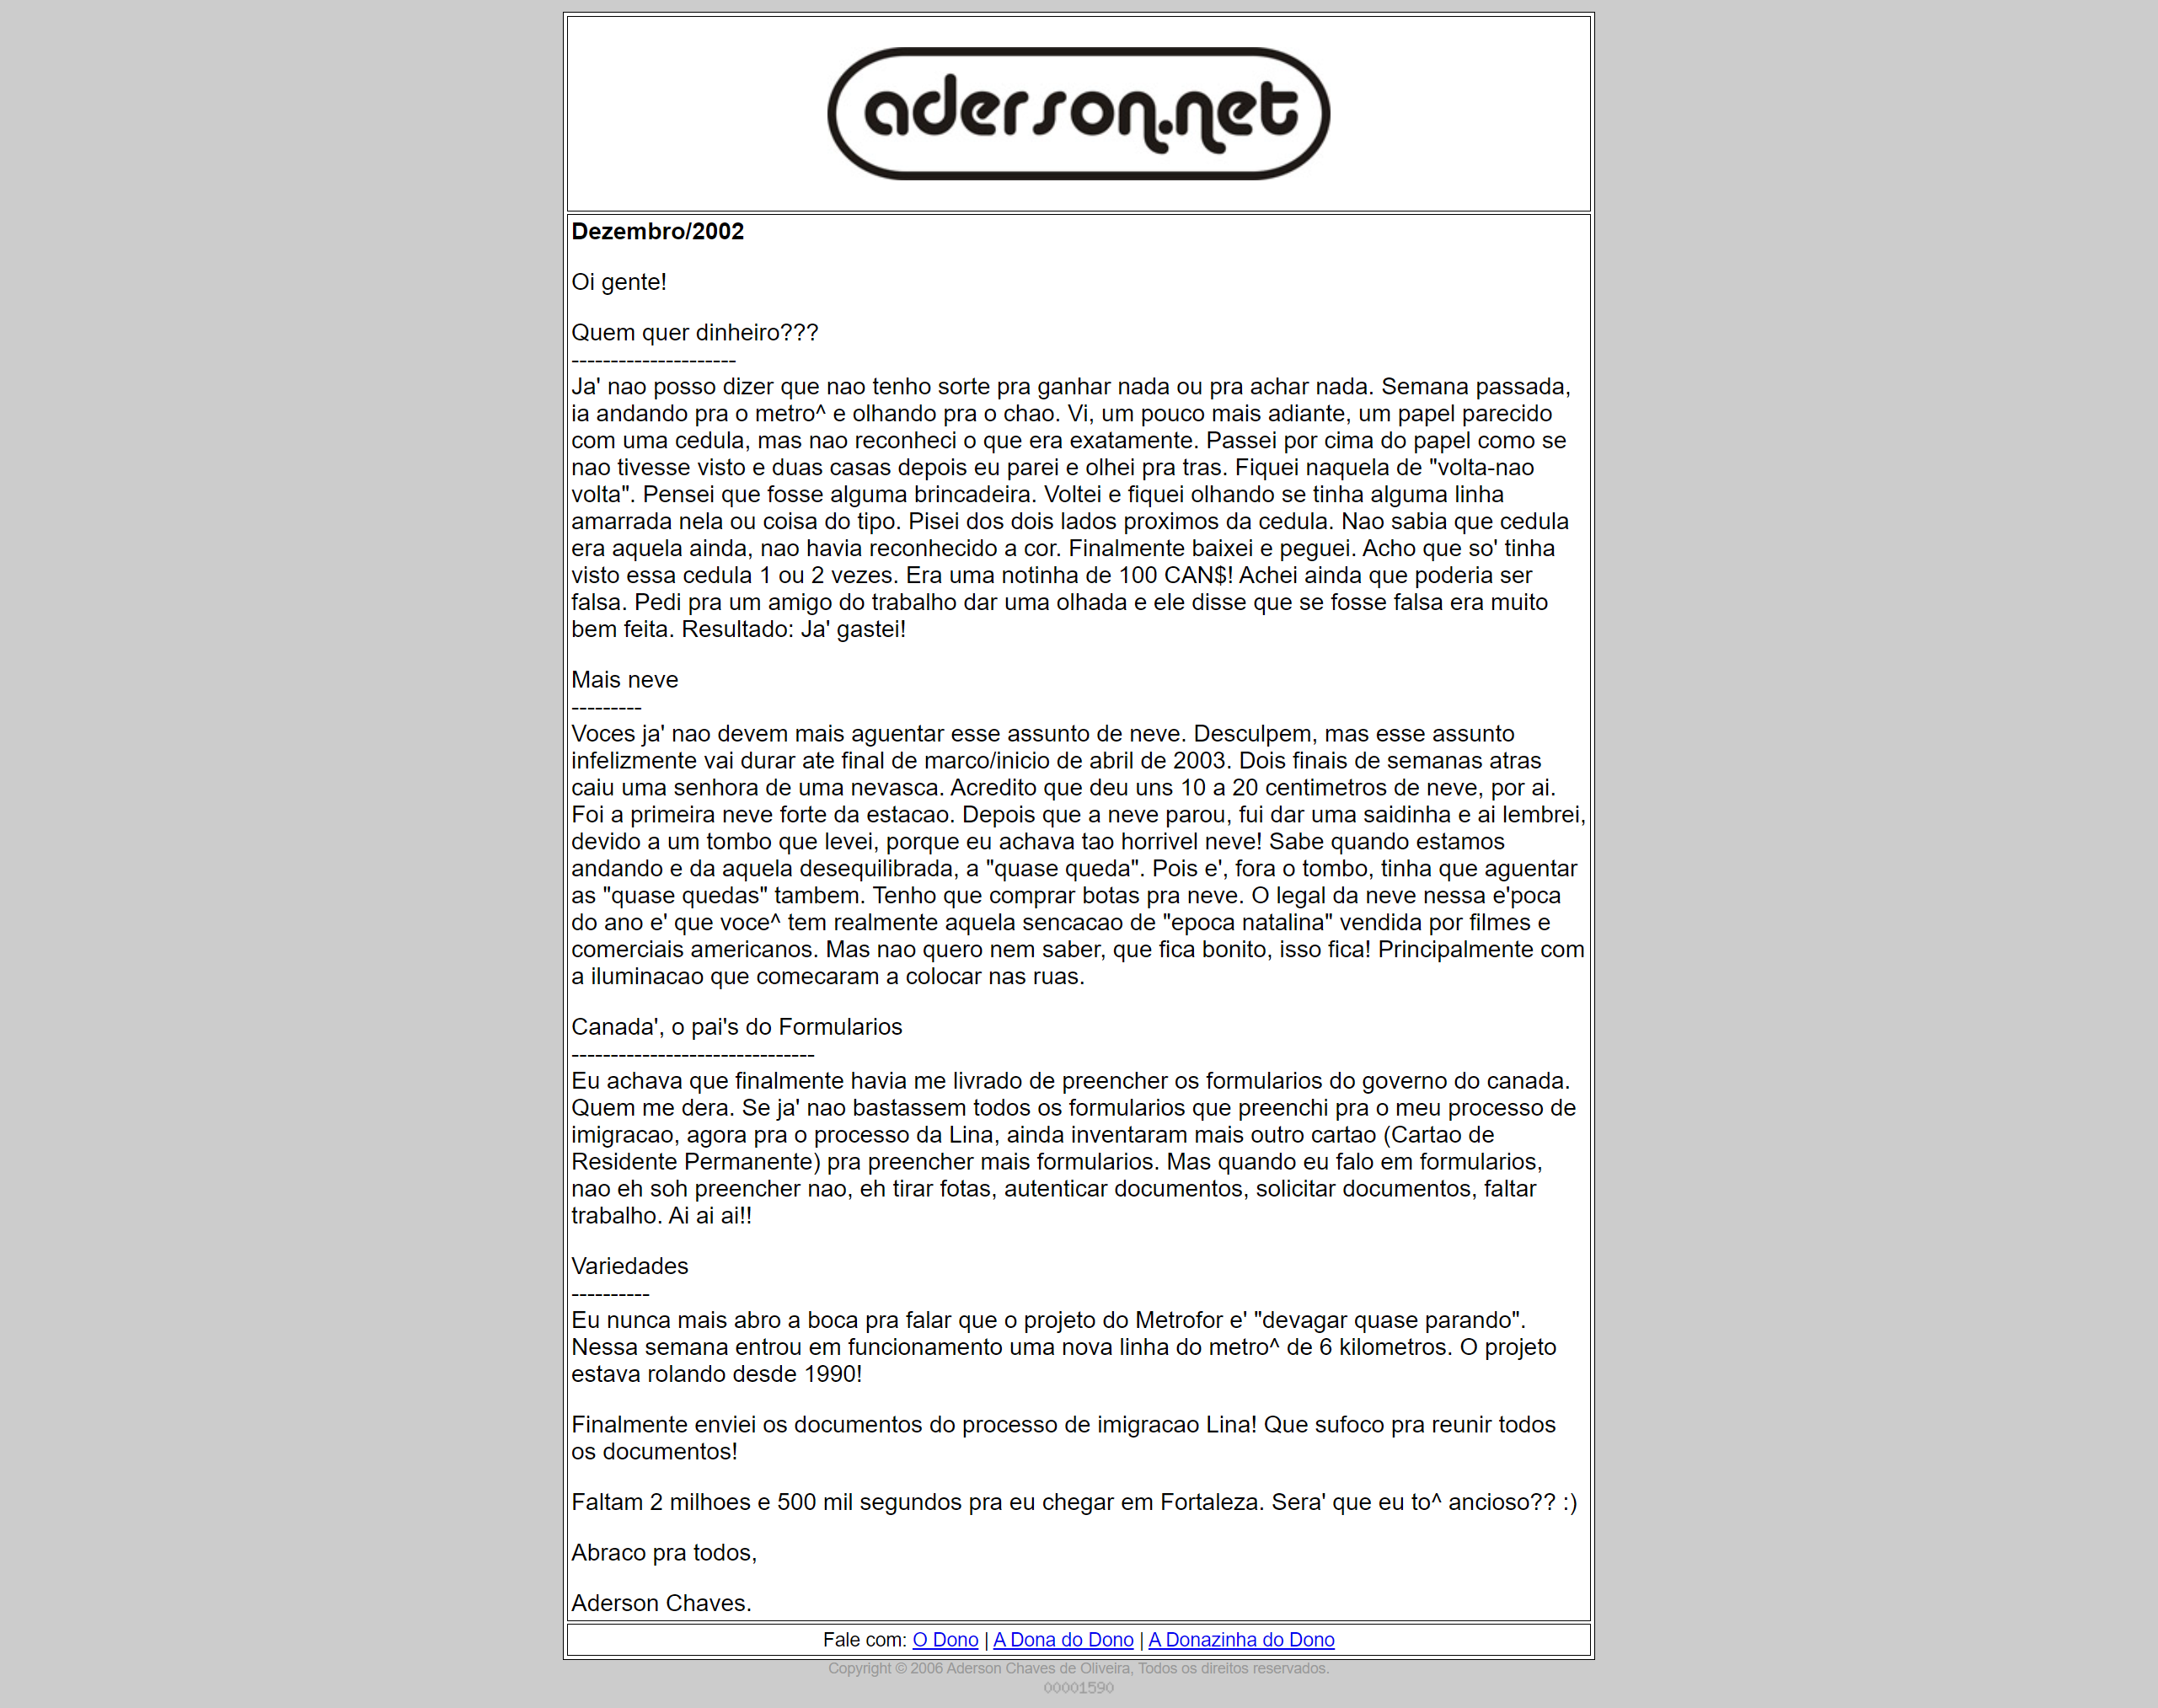 aderson.net
Dezembro/2002
Oi gente!
Quem quer dinheiro???
---------------------
Ja' nao posso dizer que nao tenho sorte pra ganhar nada ou pra achar nada. Semana passada,
ia andando pra o metro^ e olhando pra o chao. Vi, um pouco mais adiante, um papel parecido
com uma cedula, mas nao reconheci o que era exatamente. Passei por cima do papel como se
nao tivesse visto e duas casas depois eu parei e olhei pra tras. Fiquei naquela de "volta-nao
volta". Pensei que fosse alguma brincadeira. Voltei e fiquei olhando se tinha alguma linha
amarrada nela ou coisa do tipo. Pisei dos dois lados proximos da cedula. Nao sabia que cedula
era aquela ainda, nao havia reconhecido a cor. Finalmente baixei e peguei. Acho que so' tinha
visto essa cedula 1 ou 2 vezes. Era uma notinha de 100 CAN$! Achei ainda que poderia ser
falsa. Pedi pra um amigo do trabalho dar uma olhada e ele disse que se fosse falsa era muito
bem feita. Resultado: Ja' gastei!
Mais neve
---------
Voces ja' nao devem mais aguentar esse assunto de neve. Desculpem, mas esse assunto
infelizmente vai durar ate final de marco/inicio de abril de 2003. Dois finais de semanas atras
caiu uma senhora de uma nevasca. Acredito que deu uns 10 a 20 centimetros de neve, por ai.
Foi a primeira neve forte da estacao. Depois que a neve parou, fui dar uma saidinha e ai lembrei,
devido a um tombo que levei, porque eu achava tao horrivel neve! Sabe quando estamos
andando e da aquela desequilibrada, a "quase queda". Pois e', fora o tombo, tinha que aguentar
as "quase quedas" tambem. Tenho que comprar botas pra neve. O legal da neve nessa e'poca
do ano e' que voce^ tem realmente aquela sencacao de "epoca natalina" vendida por filmes e
comerciais americanos. Mas nao quero nem saber, que fica bonito, isso fica! Principalmente com
a iluminacao que comecaram a colocar nas ruas.
Canada', o pai's do Formularios
-------------------------------
Eu achava que finalmente havia me livrado de preencher os formularios do governo do canada.
Quem me dera. Se ja' nao bastassem todos os formularios que preenchi pra o meu processo de
imigracao, agora pra o processo da Lina, ainda inventaram mais outro cartao (Cartao de
Residente Permanente) pra preencher mais formularios. Mas quando eu falo em formularios,
nao eh soh preencher nao, eh tirar fotas, autenticar documentos, solicitar documentos, faltar
trabalho. Ai ai ai!!
Variedades
----------
Eu nunca mais abro a boca pra falar que o projeto do Metrofor e' "devagar quase parando".
Nessa semana entrou em funcionamento uma nova linha do metro^ de 6 kilometros. O projeto
estava rolando desde 1990!
Finalmente enviei os documentos do processo de imigracao Lina! Que sufoco pra reunir todos
os documentos!
Faltam 2 milhoes e 500 mil segundos pra eu chegar em Fortaleza. Sera' que eu to^ ancioso?? :)
Abraco pra todos,
Aderson Chaves.
Fale com: O Dono | A Dona do Dono | A Donazinha do Dono
Copyright © 2006 Aderson Chaves de Oliveira, Todos os direitos reservados.
00001590